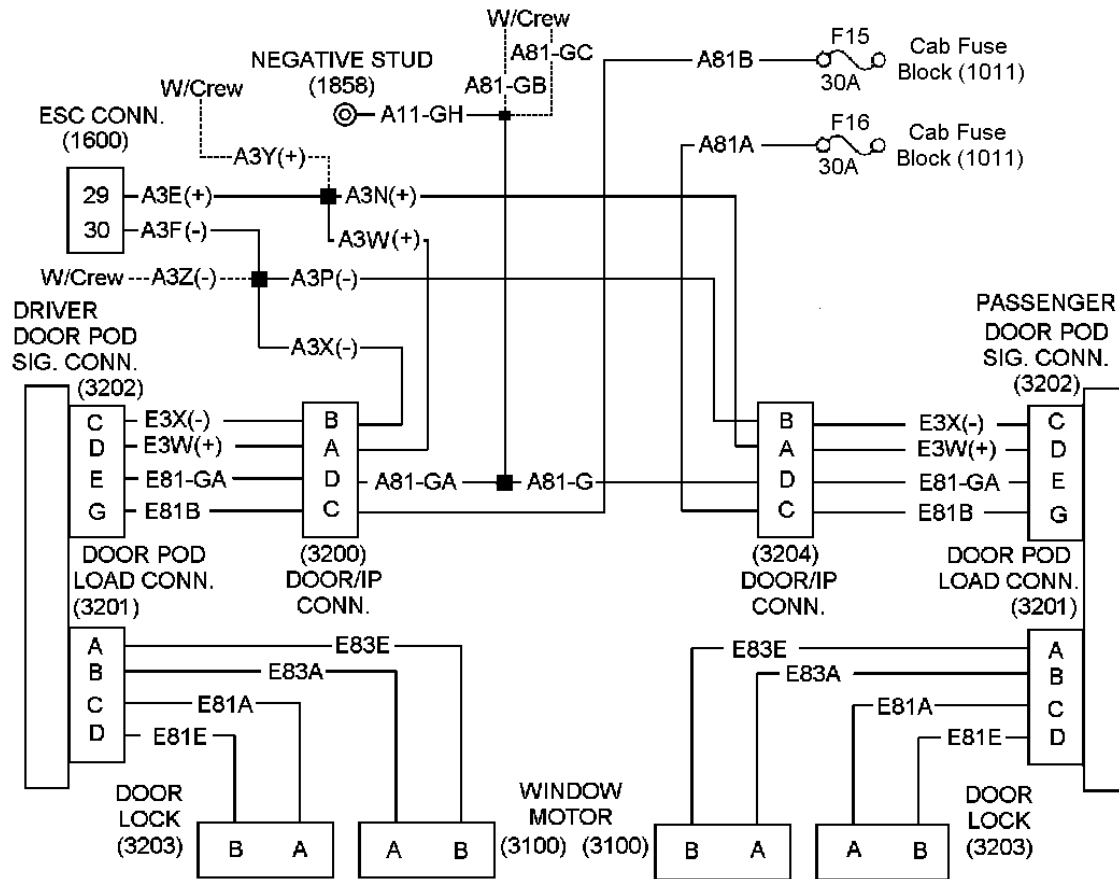 W/Crew
A81-GC
A81-GB
A81B
F15
30A
Cab Fuse
Block (1011)
NEGATIVE STUD
(1858)
A11-GH
W/Crew
ESC CONN.
(1600)
A81A
F16
30A
Cab Fuse
Block (1011)
A3Y(+)
29
A3E(+)
A3N(+)
30
A3F(-)
A3W(+)
W/Crew
A3Z(-)
A3P(-)
A3X(-)
DRIVER
DOOR POD
SIG. CONN.
(3202)
PASSENGER
DOOR POD
SIG. CONN.
(3202)
C
E3X(-)
B
D
E3W(+)
A
E
E81-GA
D
A81-GA
A81-G
G
E81B
C
B
E3X(-)
C
A
E3W(+)
D
D
E81-GA
E
C
E81B
G
(3200)
DOOR/IP
CONN.
(3204)
DOOR/IP
CONN.
DOOR POD
LOAD CONN.
(3201)
DOOR POD
LOAD CONN.
(3201)
A
E83E
B
E83A
C
E81A
D
E81E
E83E
A
E83A
B
E81A
C
E81E
D
DOOR
LOCK
(3203)
B A
A B
WINDOW
MOTOR
(3100) (3100)
B A
A B
DOOR
LOCK
(3203)